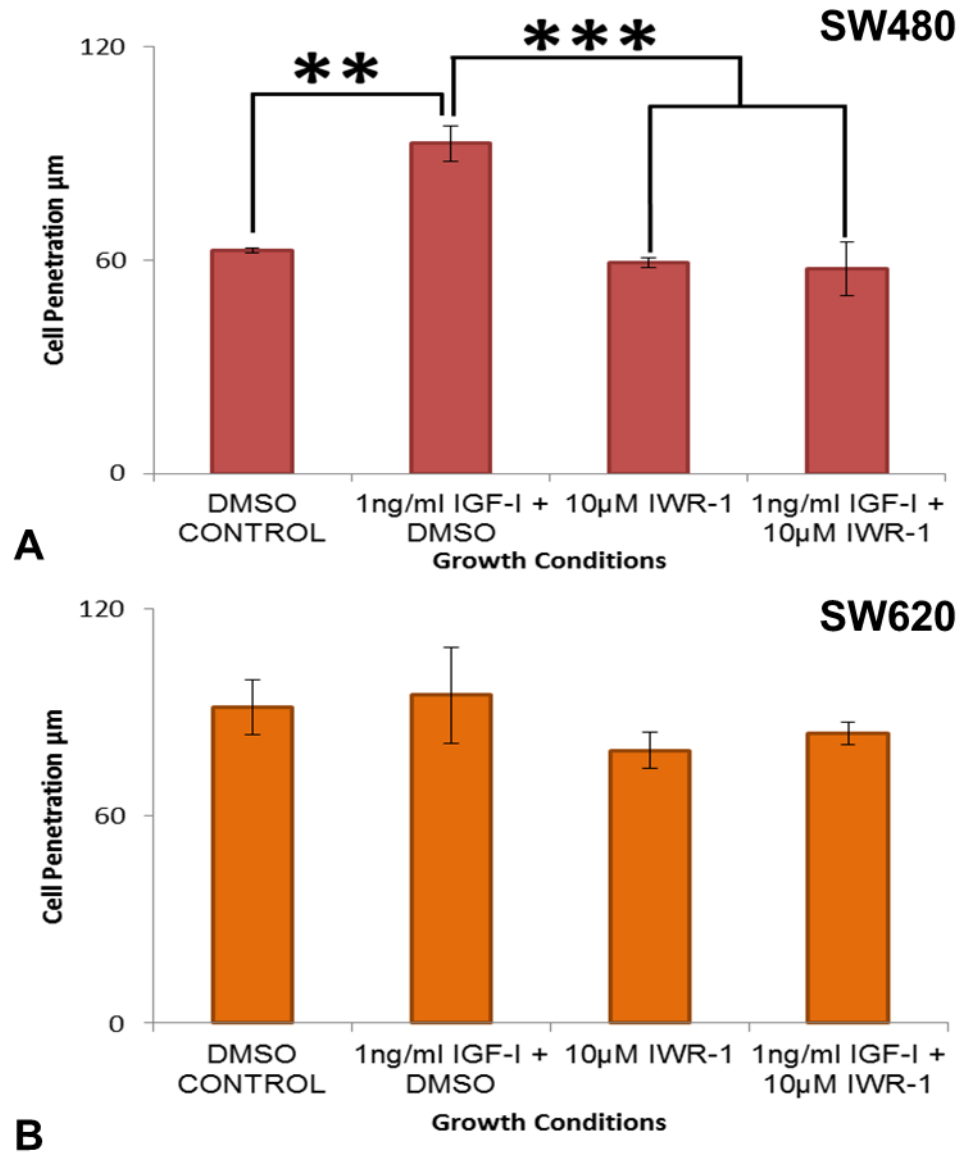 SW480
** ***
120
60
0
Cell Penetration µm
DMSO CONTROL
1ng/ml IGF-I + DMSO
10µM IWR-1
1ng/ml IGF-I + 10µM IWR-1
Growth Conditions
A
SW620
120
60
0
Cell Penetration µm
DMSO CONTROL
1ng/ml IGF-I + DMSO
10µM IWR-1
1ng/ml IGF-I + 10µM IWR-1
Growth Conditions
B